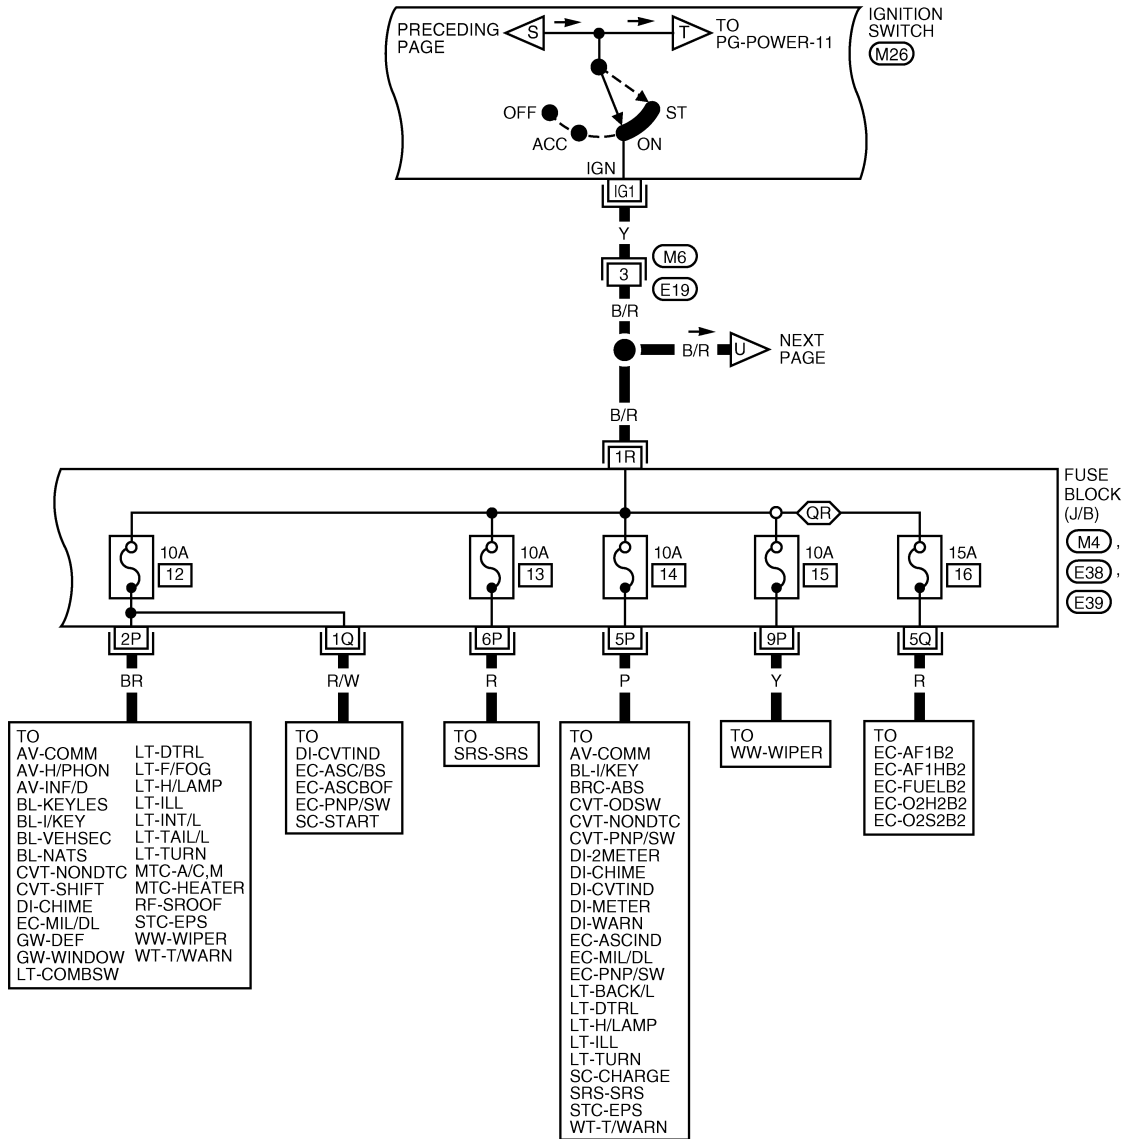 PRECEDING
PAGE
S
T
TO
PG-POWER-11
IGNITION
SWITCH
M26
OFF
ACC
ST
ON
IGN
IG1
Y
3
M6
E19
B/R
B/R
U
NEXT
PAGE
B/R
1R
FUSE
BLOCK
(J/B)
M4 ,
E38 ,
E39
QR
10A
12
10A
13
10A
14
10A
15
15A
16
2P
1Q
6P
5P
9P
5Q
BR
R/W
R
P
Y
R
TO
AV-COMM
AV-H/PHON
AV-INF/D
BL-KEYLES
BL-I/KEY
BL-VEHSEC
BL-NATS
CVT-NONDTC
CVT-SHIFT
DI-CHIME
EC-MIL/DL
GW-DEF
GW-WINDOW
LT-COMBSW
LT-DTRL
LT-F/FOG
LT-H/LAMP
LT-ILL
LT-INT/L
LT-TAIL/L
LT-TURN
MTC-A/C,M
MTC-HEATER
RF-SROOF
STC-EPS
WW-WIPER
WT-T/WARN
TO
DI-CVTIND
EC-ASC/BS
EC-ASCBOF
EC-PNP/SW
SC-START
TO
SRS-SRS
TO
AV-COMM
BL-I/KEY
BRC-ABS
CVT-ODSW
CVT-NONDTC
CVT-PNP/SW
DI-2METER
DI-CHIME
DI-CVTIND
DI-METER
DI-WARN
EC-ASCIND
EC-MIL/DL
EC-PNP/SW
LT-BACK/L
LT-DTRL
LT-H/LAMP
LT-ILL
LT-TURN
SC-CHARGE
SRS-SRS
STC-EPS
WT-T/WARN
TO
WW-WIPER
TO
EC-AF1B2
EC-AF1HB2
EC-FUELB2
EC-O2H2B2
EC-O2S2B2